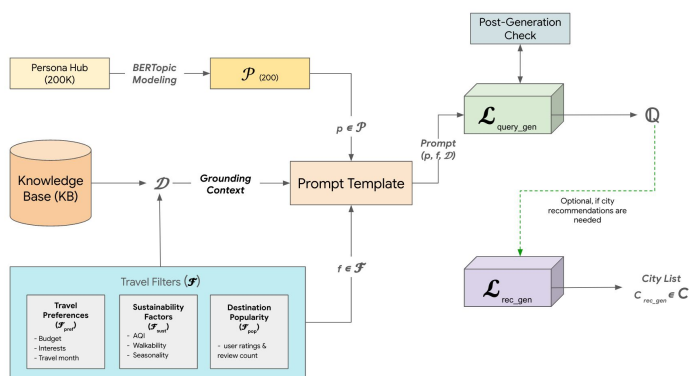 Post-Generation
Check
Persona Hub
(200K)
BERTopic
Modeling
𝒫 (200)
ℒ query_gen
ℚ
p ∈ 𝒫
Prompt
(p, f, 𝒟)
Knowledge
Base (KB)
𝒟
Grounding
Context
Prompt Template
Optional, if city
recommendations are
needed
f ∈ ℱ
Travel Filters (ℱ)
Travel
Preferences
(ℱpref)
- Budget
- Interests
- Travel month
Sustainability
Factors
(ℱsust)
- AQI
- Walkability
- Seasonality
Destination
Popularity
(ℱpop)
- user ratings &
review count
ℒ rec_gen
City List
C rec_gen ∈ C